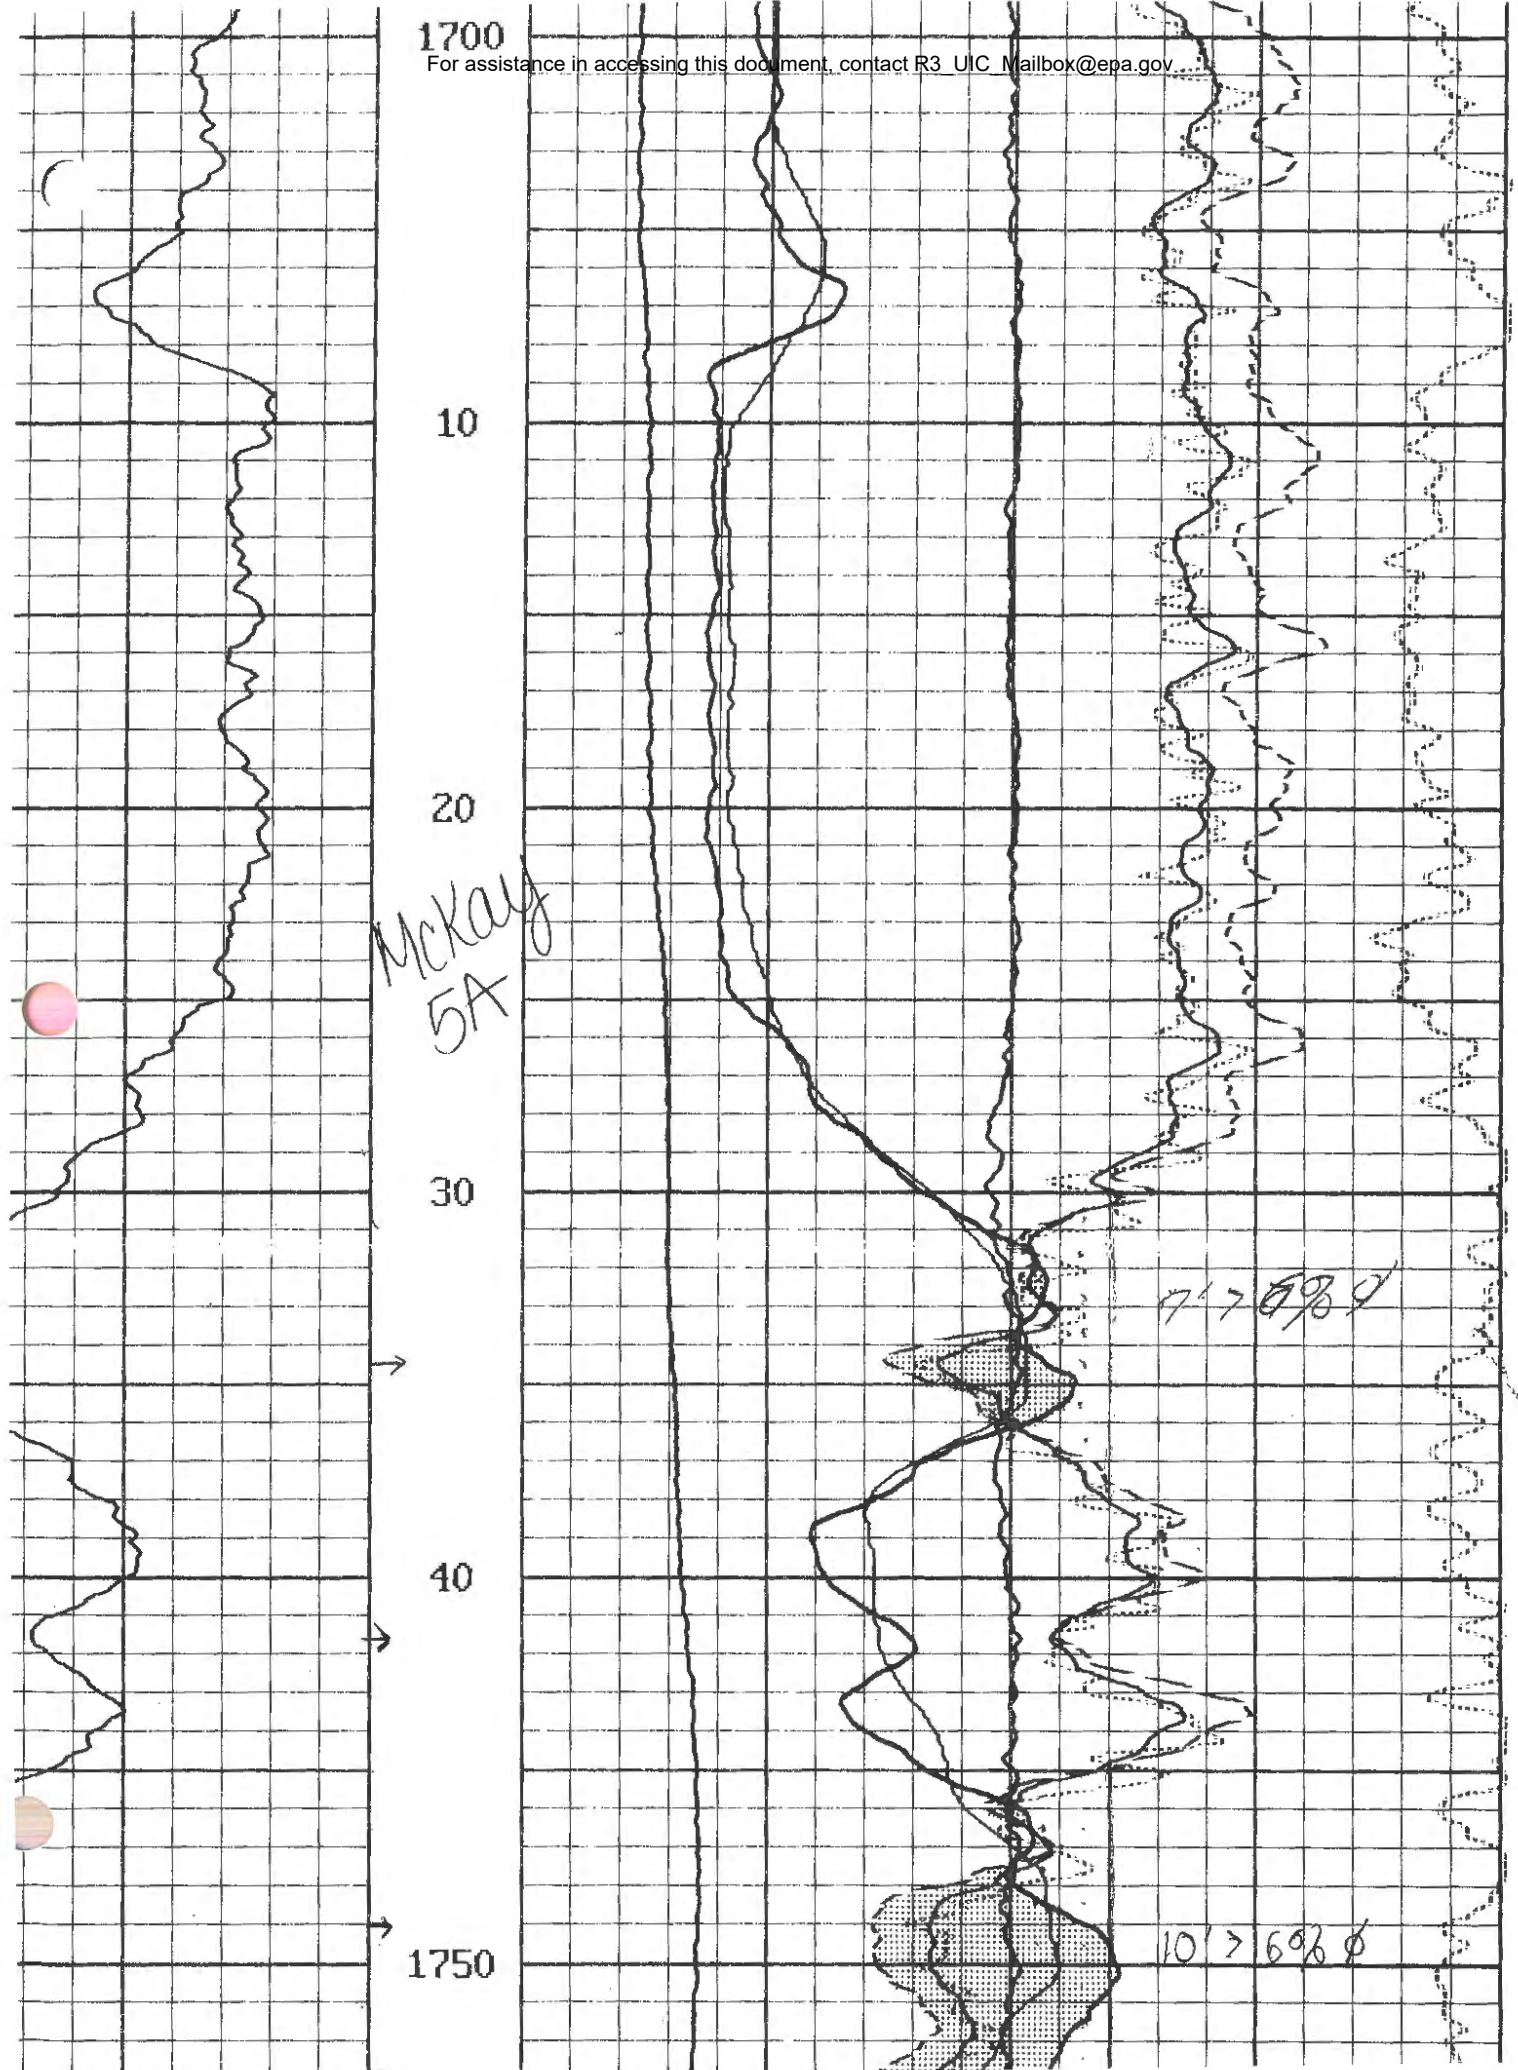 1700
For assistance in accessing this document, contact R3_UIC_Mailbox@epa.gov
10
20
McKay
5A
30
7' > 6% φ
40
10' > 6% φ
1750